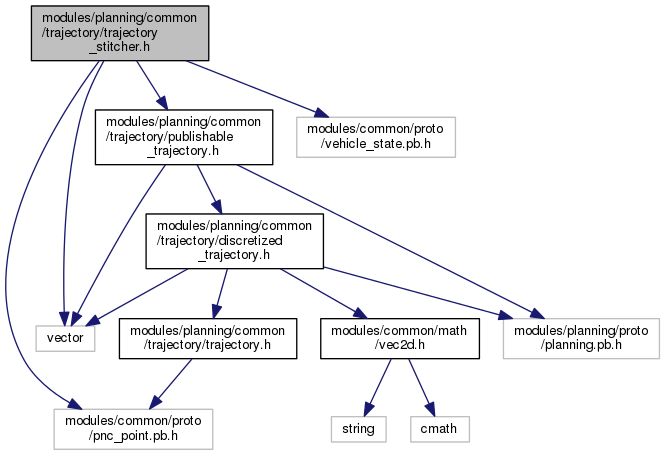 modules/planning/common
/trajectory/trajectory
_stitcher.h
modules/planning/common
/trajectory/publishable
_trajectory.h
modules/common/proto
/vehicle_state.pb.h
modules/planning/common
/trajectory/discretized
_trajectory.h
vector
modules/planning/common
/trajectory/trajectory.h
modules/common/math
/vec2d.h
modules/planning/proto
/planning.pb.h
modules/common/proto
/pnc_point.pb.h
string
cmath